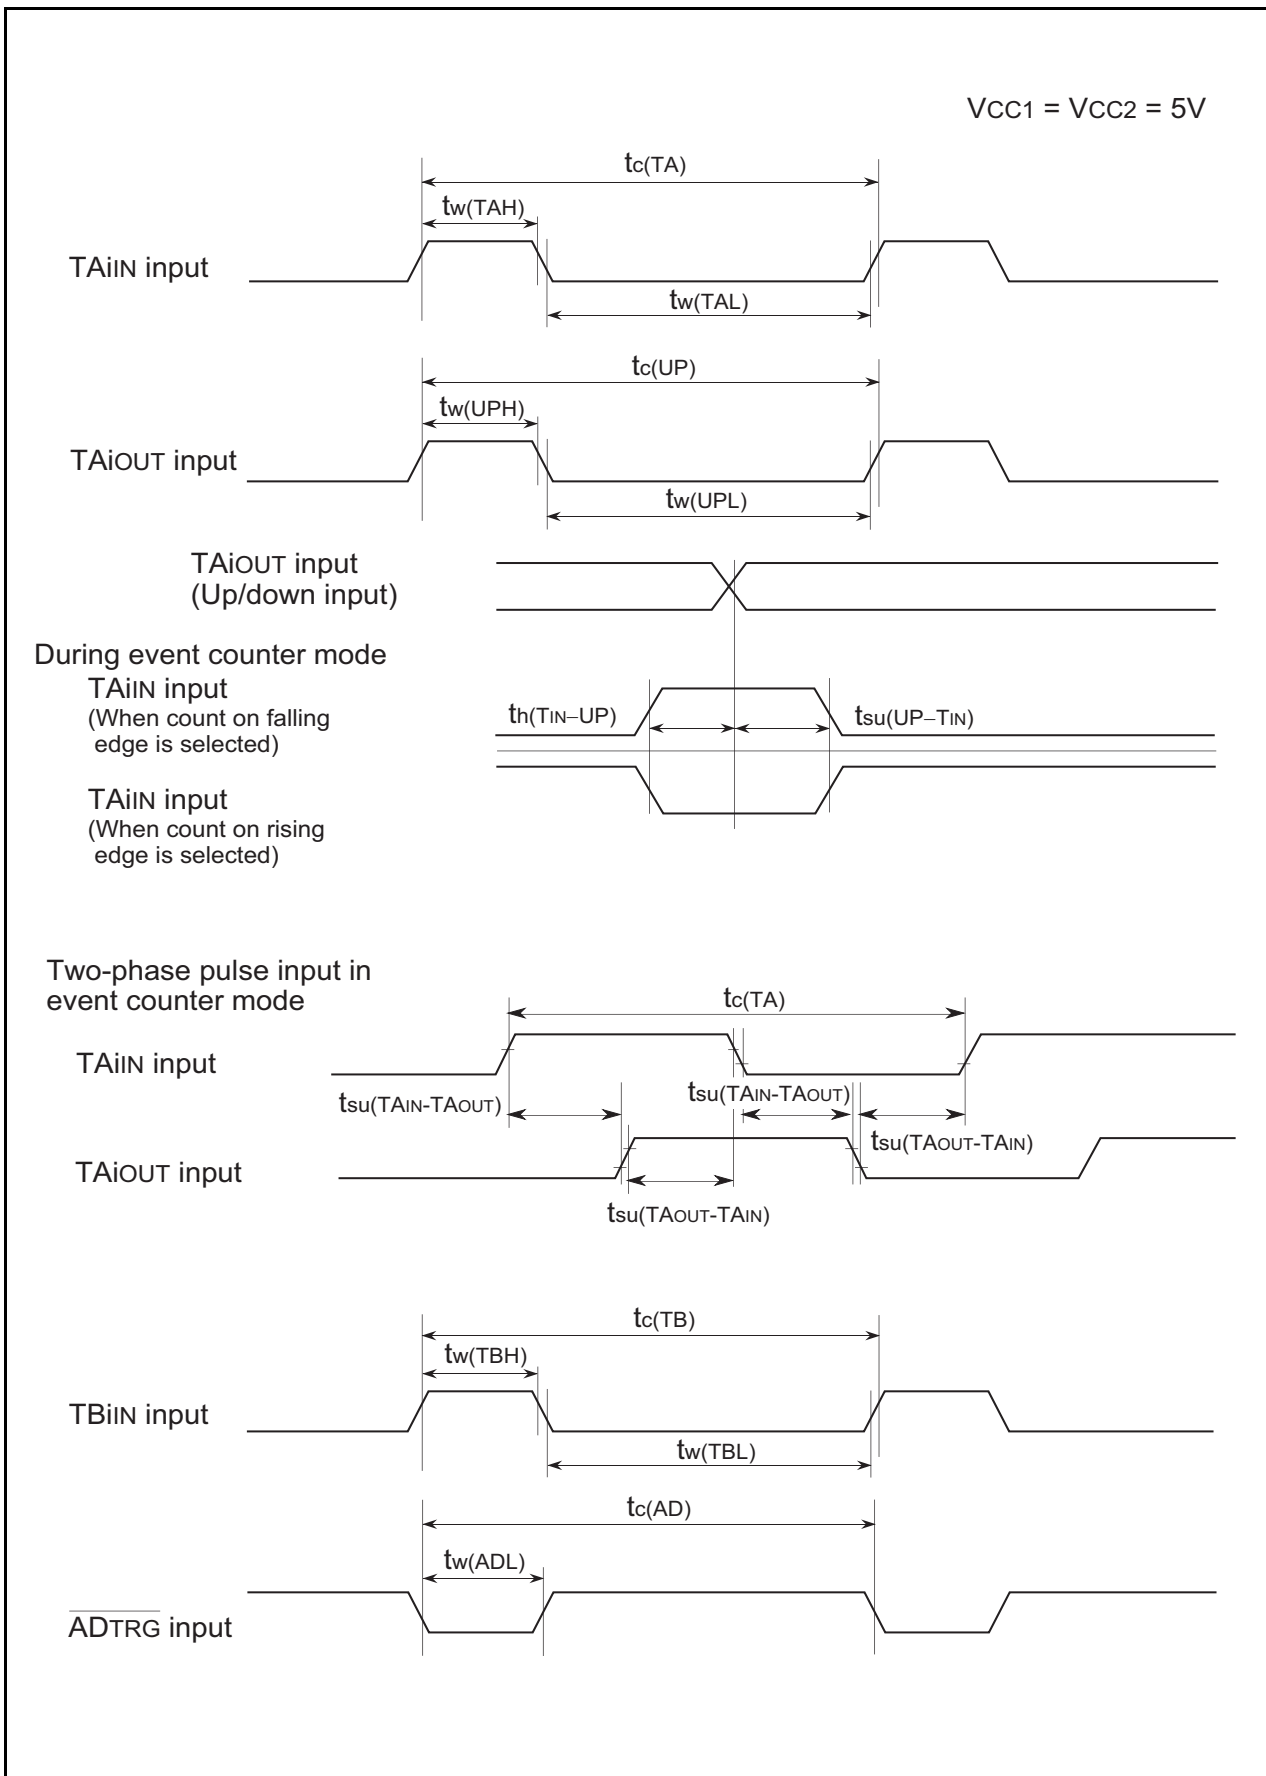 VCC1 = VCC2 = 5V
tc(TA)
tw(TAH)
TAiIN input
tw(TAL)
tc(UP)
tw(UPH)
TAiOUT input
tw(UPL)
TAiOUT input
(Up/down input)
During event counter mode
TAiIN input
(When count on falling
edge is selected)
th(TIN–UP)
tsu(UP–TIN)
TAiIN input
(When count on rising
edge is selected)
Two-phase pulse input in
event counter mode
tc(TA)
TAiIN input
tsu(TAIN-TAOUT)
tsu(TAIN-TAOUT)
tsu(TAOUT-TAIN)
TAiOUT input
tsu(TAOUT-TAIN)
tc(TB)
tw(TBH)
TBiIN input
tw(TBL)
tc(AD)
tw(ADL)
ADTRG input